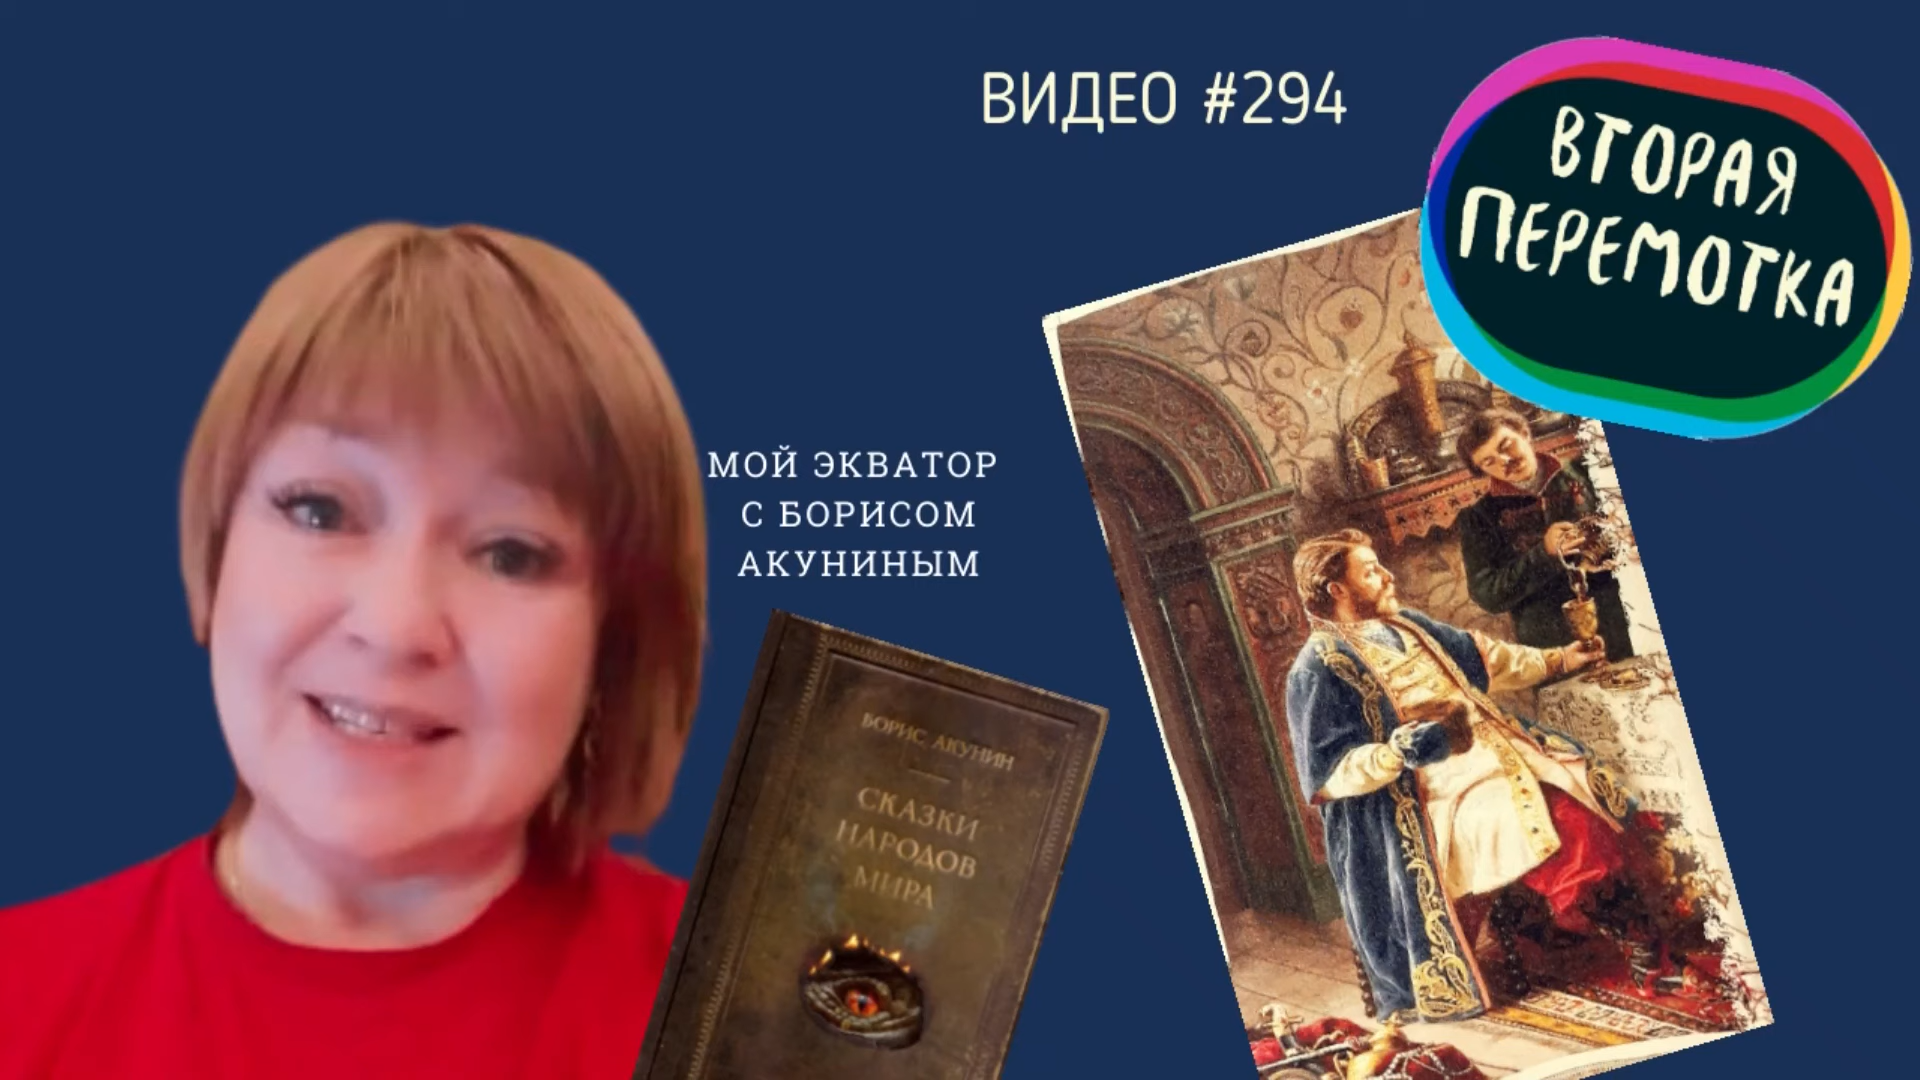 ВИДЕО #294
ВТОРАЯ
ПЕРЕМОТКА
МОЙ ЭКВАТОР
С БОРИСОМ
АКУНИНЫМ
БОРИС АКУНИН
СКАЗКИ
НАРОДОВ
МИРА